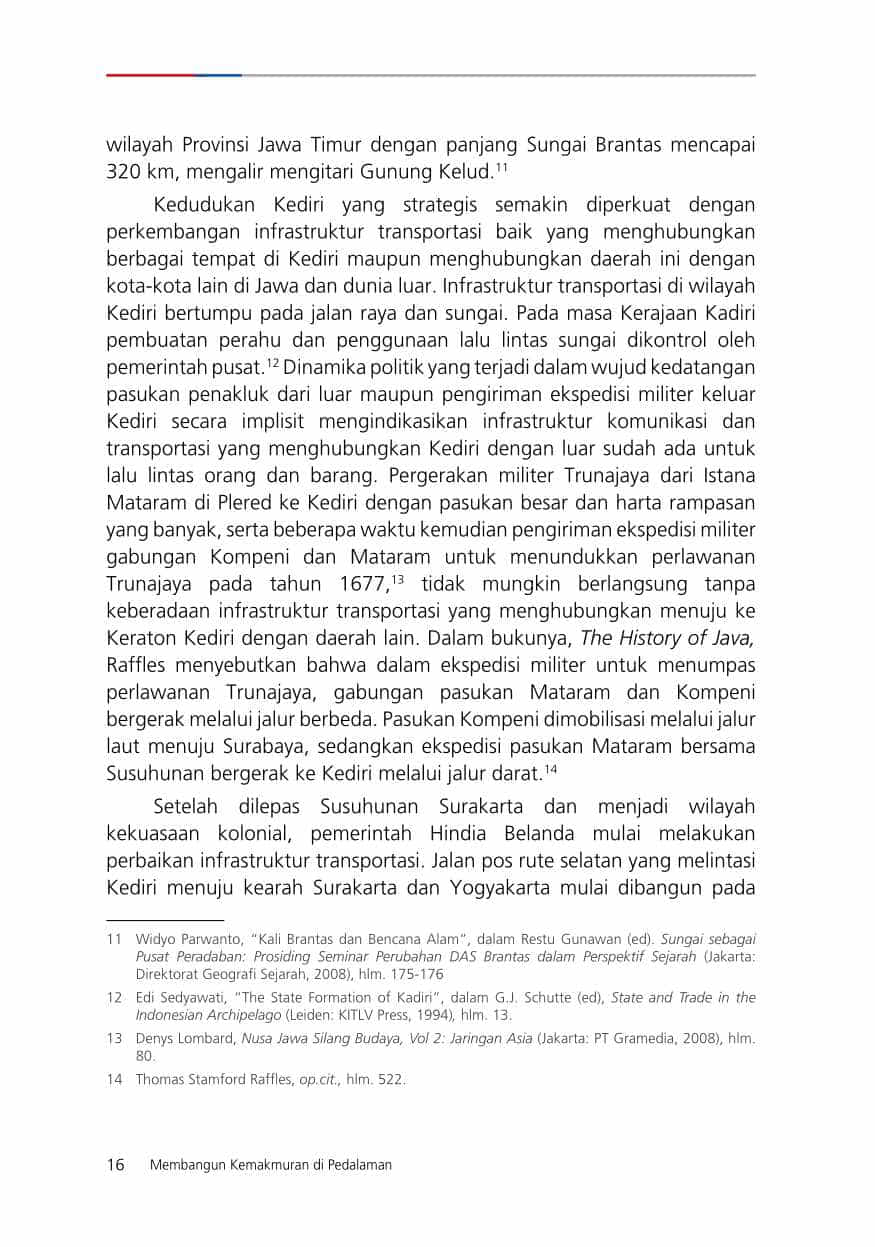 wilayah Provinsi Jawa Timur dengan panjang Sungai Brantas mencapai
320 km, mengalir mengitari Gunung Kelud.11
Kedudukan Kediri yang strategis semakin diperkuat dengan
perkembangan infrastruktur transportasi baik yang menghubungkan
berbagai tempat di Kediri maupun menghubungkan daerah ini dengan
kota-kota lain di Jawa dan dunia luar. Infrastruktur transportasi di wilayah
Kediri bertumpu pada jalan raya dan sungai. Pada masa Kerajaan Kadiri
pembuatan perahu dan penggunaan lalu lintas sungai dikontrol oleh
pemerintah pusat.12 Dinamika politik yang terjadi dalam wujud kedatangan
pasukan penakluk dari luar maupun pengiriman ekspedisi militer keluar
Kediri secara implisit mengindikasikan infrastruktur komunikasi dan
transportasi yang menghubungkan Kediri dengan luar sudah ada untuk
lalu lintas orang dan barang. Pergerakan militer Trunajaya dari Istana
Mataram di Plered ke Kediri dengan pasukan besar dan harta rampasan
yang banyak, serta beberapa waktu kemudian pengiriman ekspedisi militer
gabungan Kompeni dan Mataram untuk menundukkan perlawanan
Trunajaya pada tahun 1677,13 tidak mungkin berlangsung tanpa
keberadaan infrastruktur transportasi yang menghubungkan menuju ke
Keraton Kediri dengan daerah lain. Dalam bukunya, The History of Java,
Raffles menyebutkan bahwa dalam ekspedisi militer untuk menumpas
perlawanan Trunajaya, gabungan pasukan Mataram dan Kompeni
bergerak melalui jalur berbeda. Pasukan Kompeni dimobilisasi melalui jalur
laut menuju Surabaya, sedangkan ekspedisi pasukan Mataram bersama
Susuhunan bergerak ke Kediri melalui jalur darat.14
Setelah dilepas Susuhunan Surakarta dan menjadi wilayah
kekuasaan kolonial, pemerintah Hindia Belanda mulai melakukan
perbaikan infrastruktur transportasi. Jalan pos rute selatan yang melintasi
Kediri menuju kearah Surakarta dan Yogyakarta mulai dibangun pada
11 Widyo Parwanto, “Kali Brantas dan Bencana Alam”, dalam Restu Gunawan (ed). Sungai sebagai
Pusat Peradaban: Prosiding Seminar Perubahan DAS Brantas dalam Perspektif Sejarah (Jakarta:
Direktorat Geografi Sejarah, 2008), hlm. 175-176
12 Edi Sedyawati, “The State Formation of Kadiri”, dalam G.J. Schutte (ed), State and Trade in the
Indonesian Archipelago (Leiden: KITLV Press, 1994), hlm. 13.
13 Denys Lombard, Nusa Jawa Silang Budaya, Vol 2: Jaringan Asia (Jakarta: PT Gramedia, 2008), hlm.
80.
14 Thomas Stamford Raffles, op.cit., hlm. 522.
16 Membangun Kemakmuran di Pedalaman